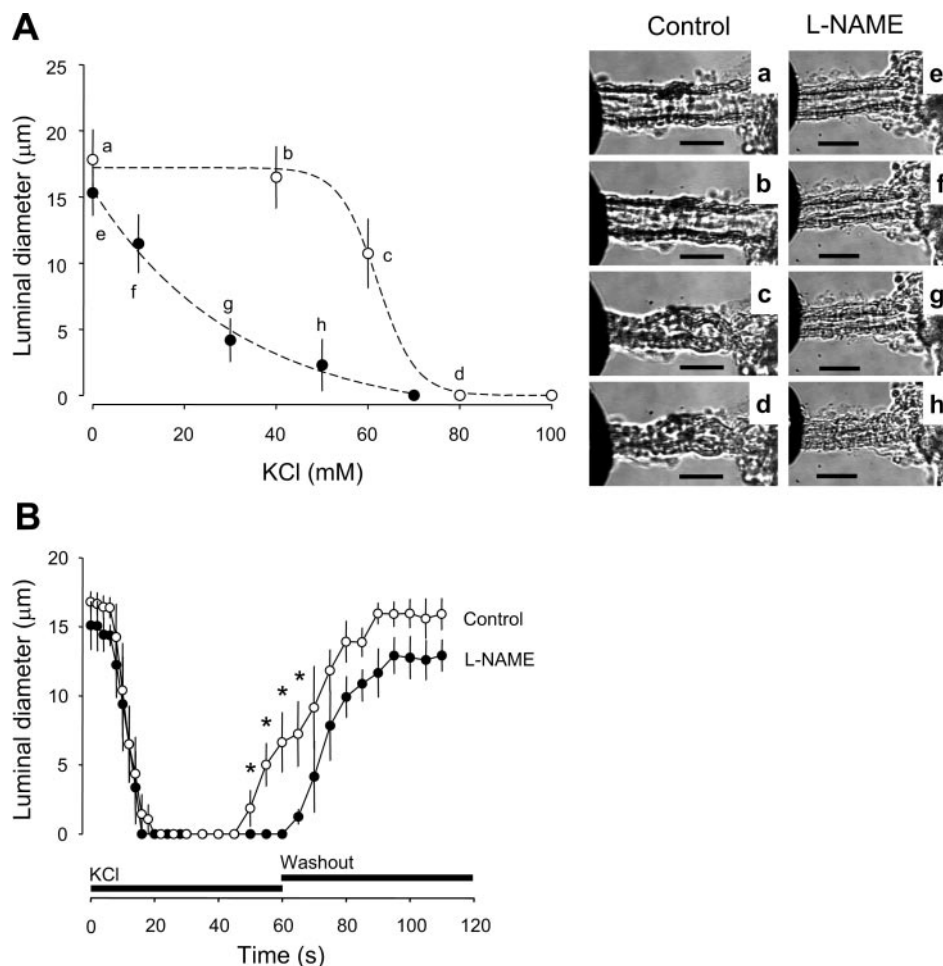 A
Control
L-NAME
Luminal diameter (μm)
25
20
15
10
5
0
a
b
c
d
e
f
g
h
0
20
40
60
80
100
KCl (mM)
a
e
b
f
c
g
d
h
B
Luminal diameter (μm)
20
15
10
5
0
Control
L-NAME
*
*
*
*
KCl
Washout
0
20
40
60
80
100
120
Time (s)